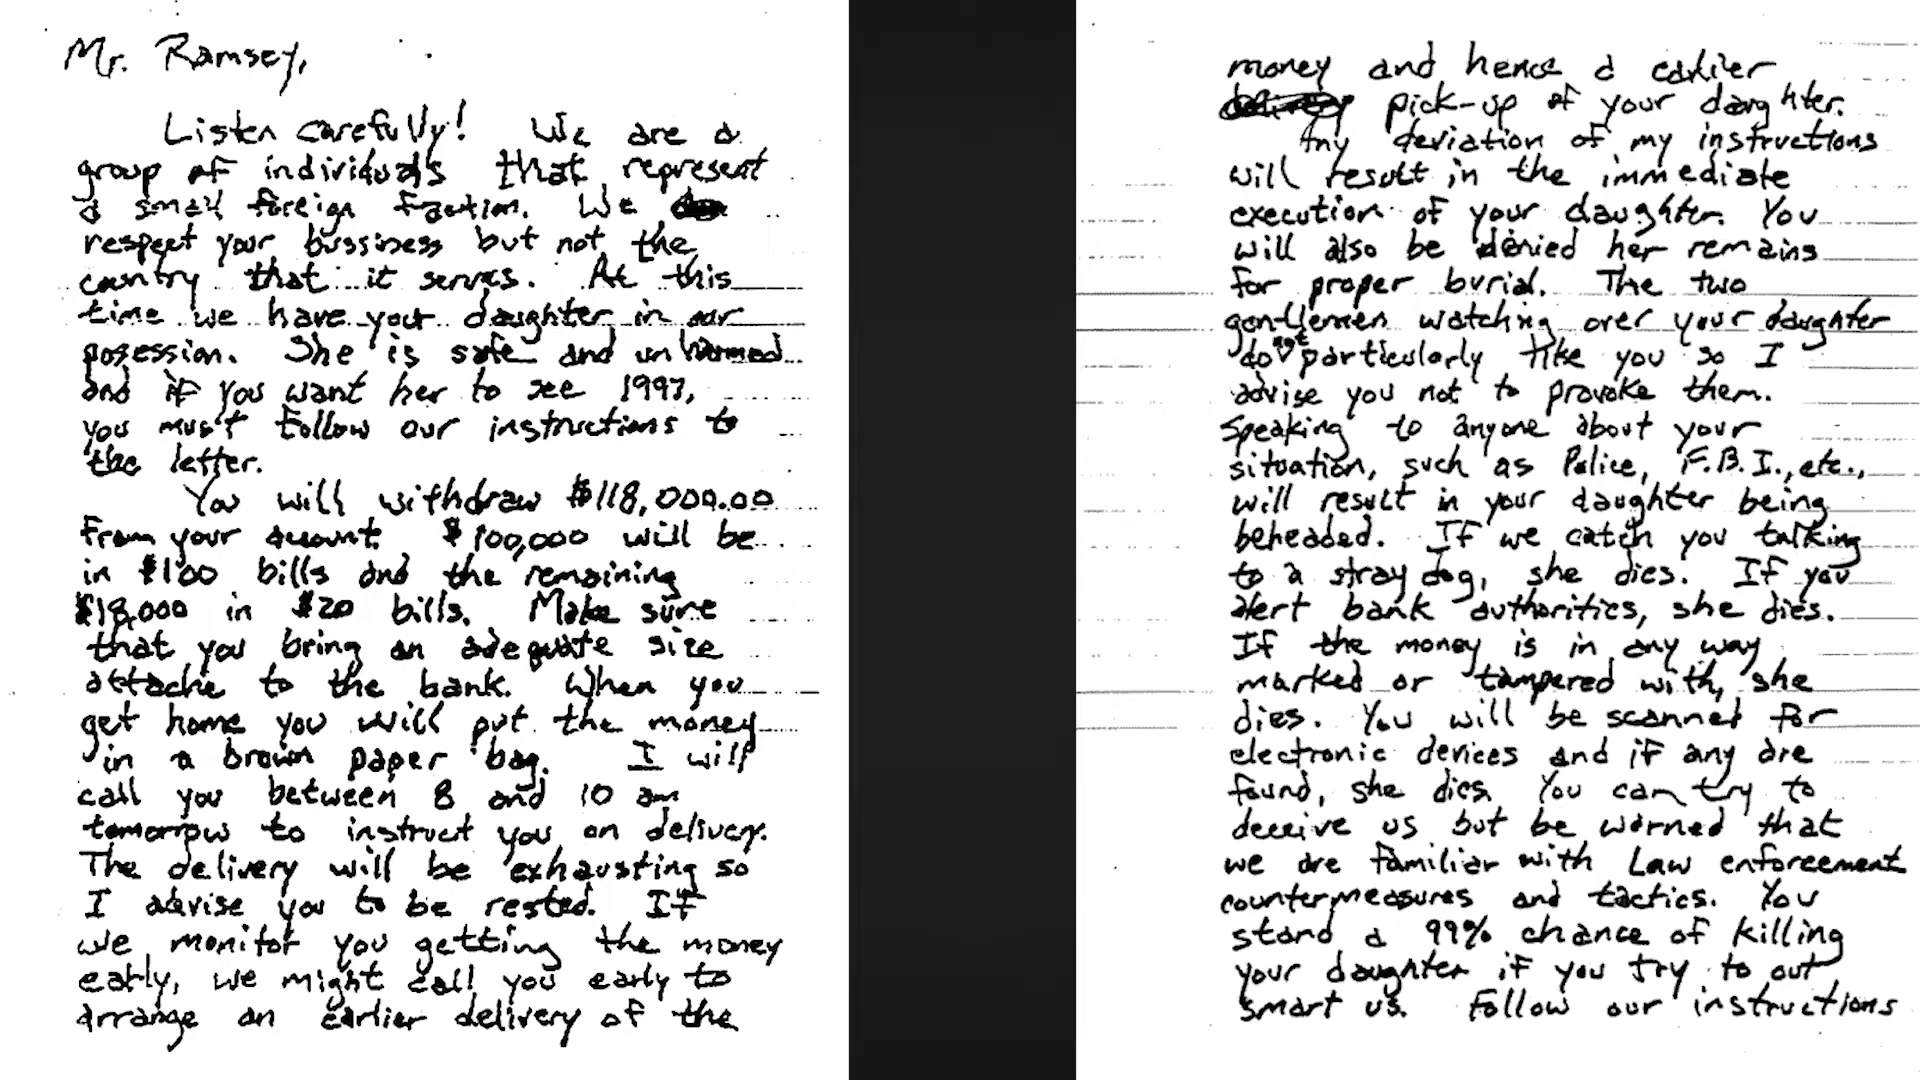 Mr. Ramsey,
Listen carefully! We are a
group of individuals that represent
a small foreign fraction. We
respect your bussiness but not the
country that it serves. At this
time we have your daughter in our
posession. She is safe and unharmed
and if you want her to see 1997,
you must follow our instructions to
the letter.
You will withdraw $118,000.00
from your account. $100,000 will be
in $100 bills and the remaining
$18,000 in $20 bills. Make sure
that you bring an adequate size
attache to the bank. When you
get home you will put the money
in a brown paper bag. I will
call you between 8 and 10 am
tomorrow to instruct you on delivery.
The delivery will be exhausting so
I advise you to be rested. If
we monitor you getting the money
early, we might call you early to
arrange an earlier delivery of the
money and hence a earlier
pick-up of your daughter.
Any deviation of my instructions
will result in the immediate
execution of your daughter. You
will also be denied her remains
for proper burial. The two
gentlemen watching over your daughter
do not particularly like you so I
advise you not to provoke them.
Speaking to anyone about your
situation, such as Police, F.B.I., etc.,
will result in your daughter being
beheaded. If we catch you talking
to a stray dog, she dies. If you
alert bank authorities, she dies.
If the money is in any way
marked or tampered with, she
dies. You will be scanned for
electronic devices and if any are
found, she dies. You can try to
deceive us but be warned that
we are familiar with Law enforcement
countermeasures and tactics. You
stand a 99% chance of killing
your daughter if you try to out
smart us. Follow our instructions